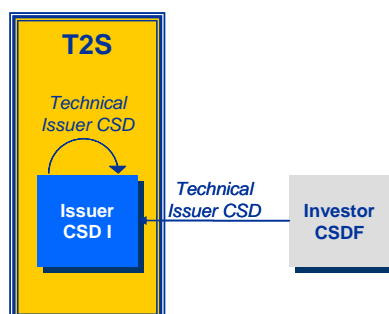 T2S
Technical
Issuer CSD
Technical
Issuer CSD
Issuer
CSD I
Investor
CSDF